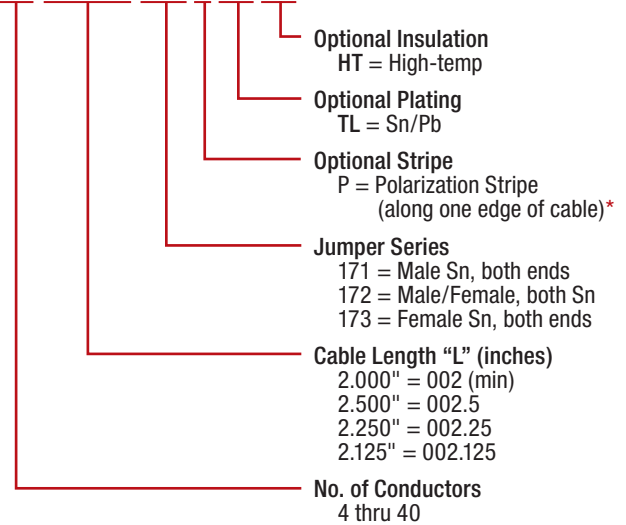 Optional Insulation
HT = High-temp
Optional Plating
TL = Sn/Pb
Optional Stripe
P = Polarization Stripe
(along one edge of cable)*
Jumper Series
171 = Male Sn, both ends
172 = Male/Female, both Sn
173 = Female Sn, both ends
Cable Length “L” (inches)
2.000" = 002 (min)
2.500" = 002.5
2.250" = 002.25
2.125" = 002.125
No. of Conductors
4 thru 40